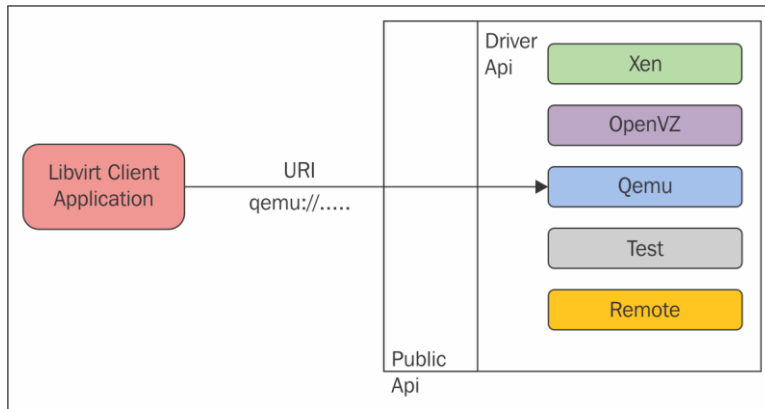 Libvirt Client
Application
URI
qemu://.....
Driver
Api
Xen
OpenVZ
Qemu
Test
Remote
Public
Api